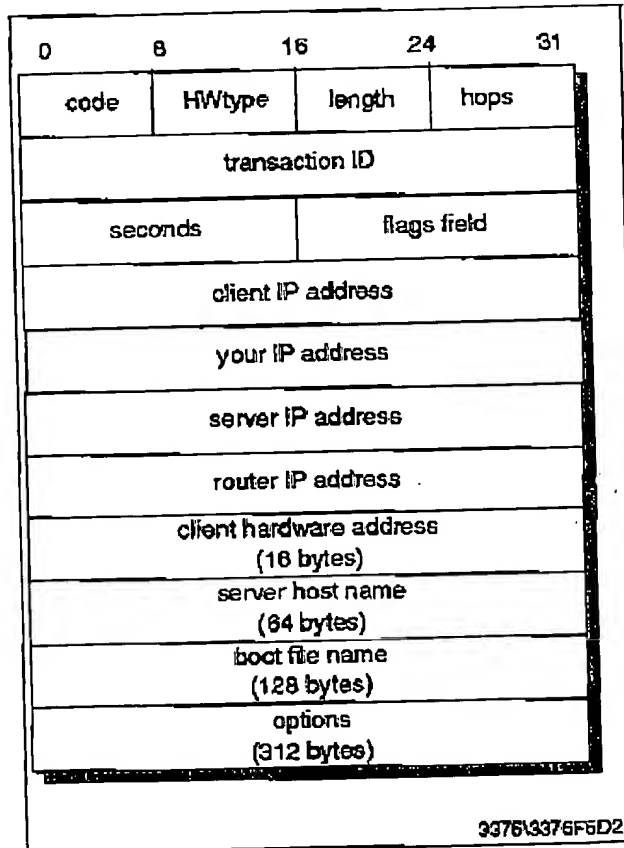 0 8 16 24 31
code HWtype length hops
transaction ID
seconds flags field
client IP address
your IP address
server IP address
router IP address
client hardware address
(16 bytes)
server host name
(64 bytes)
boot file name
(128 bytes)
options
(312 bytes)
3376\3376F5D2